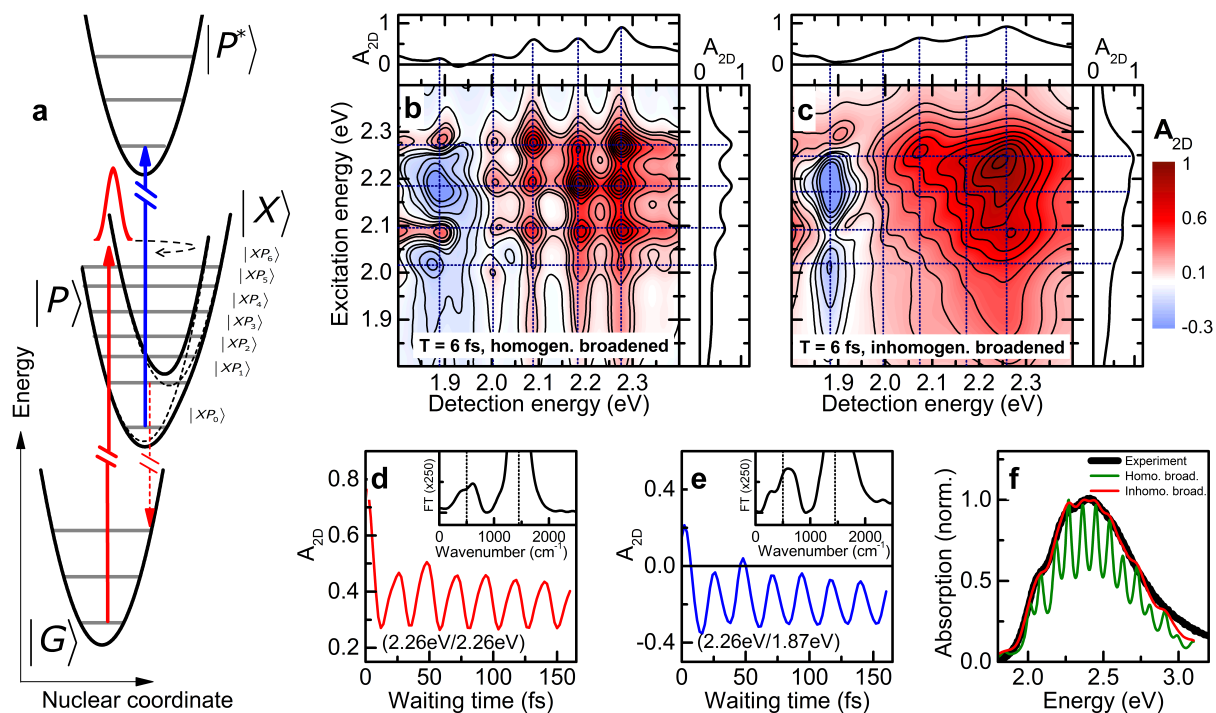 a
|P*⟩
|X⟩
|XP₆⟩
|XP₅⟩
|XP₄⟩
|XP₃⟩
|XP₂⟩
|XP₁⟩
|XP₀⟩
|P⟩
|G⟩
Energy
Nuclear coordinate
b
A2D
1
0
A2D
0 1
2.3
2.2
2.1
2.0
1.9
Excitation energy (eV)
T = 6 fs, homogen. broadened
1.9 2.0 2.1 2.2 2.3
Detection energy (eV)
c
1
0
A2D
0 1
T = 6 fs, inhomogen. broadened
1.9 2.0 2.1 2.2 2.3
Detection energy (eV)
A2D
1
0.6
0.1
-0.3
d
A2D
0.8
0.6
0.4
0.2
FT (x250)
0 1000 2000
Wavenumber (cm⁻¹)
(2.26eV/2.26eV)
0 50 100 150
Waiting time (fs)
e
A2D
0.4
0.0
-0.4
FT (x250)
0 1000 2000
Wavenumber (cm⁻¹)
(2.26eV/1.87eV)
0 50 100 150
Waiting time (fs)
f
Experiment
Homo. broad.
Inhomo. broad.
Absorption (norm.)
1.0
0.5
0.0
2.0 2.5 3.0
Energy (eV)